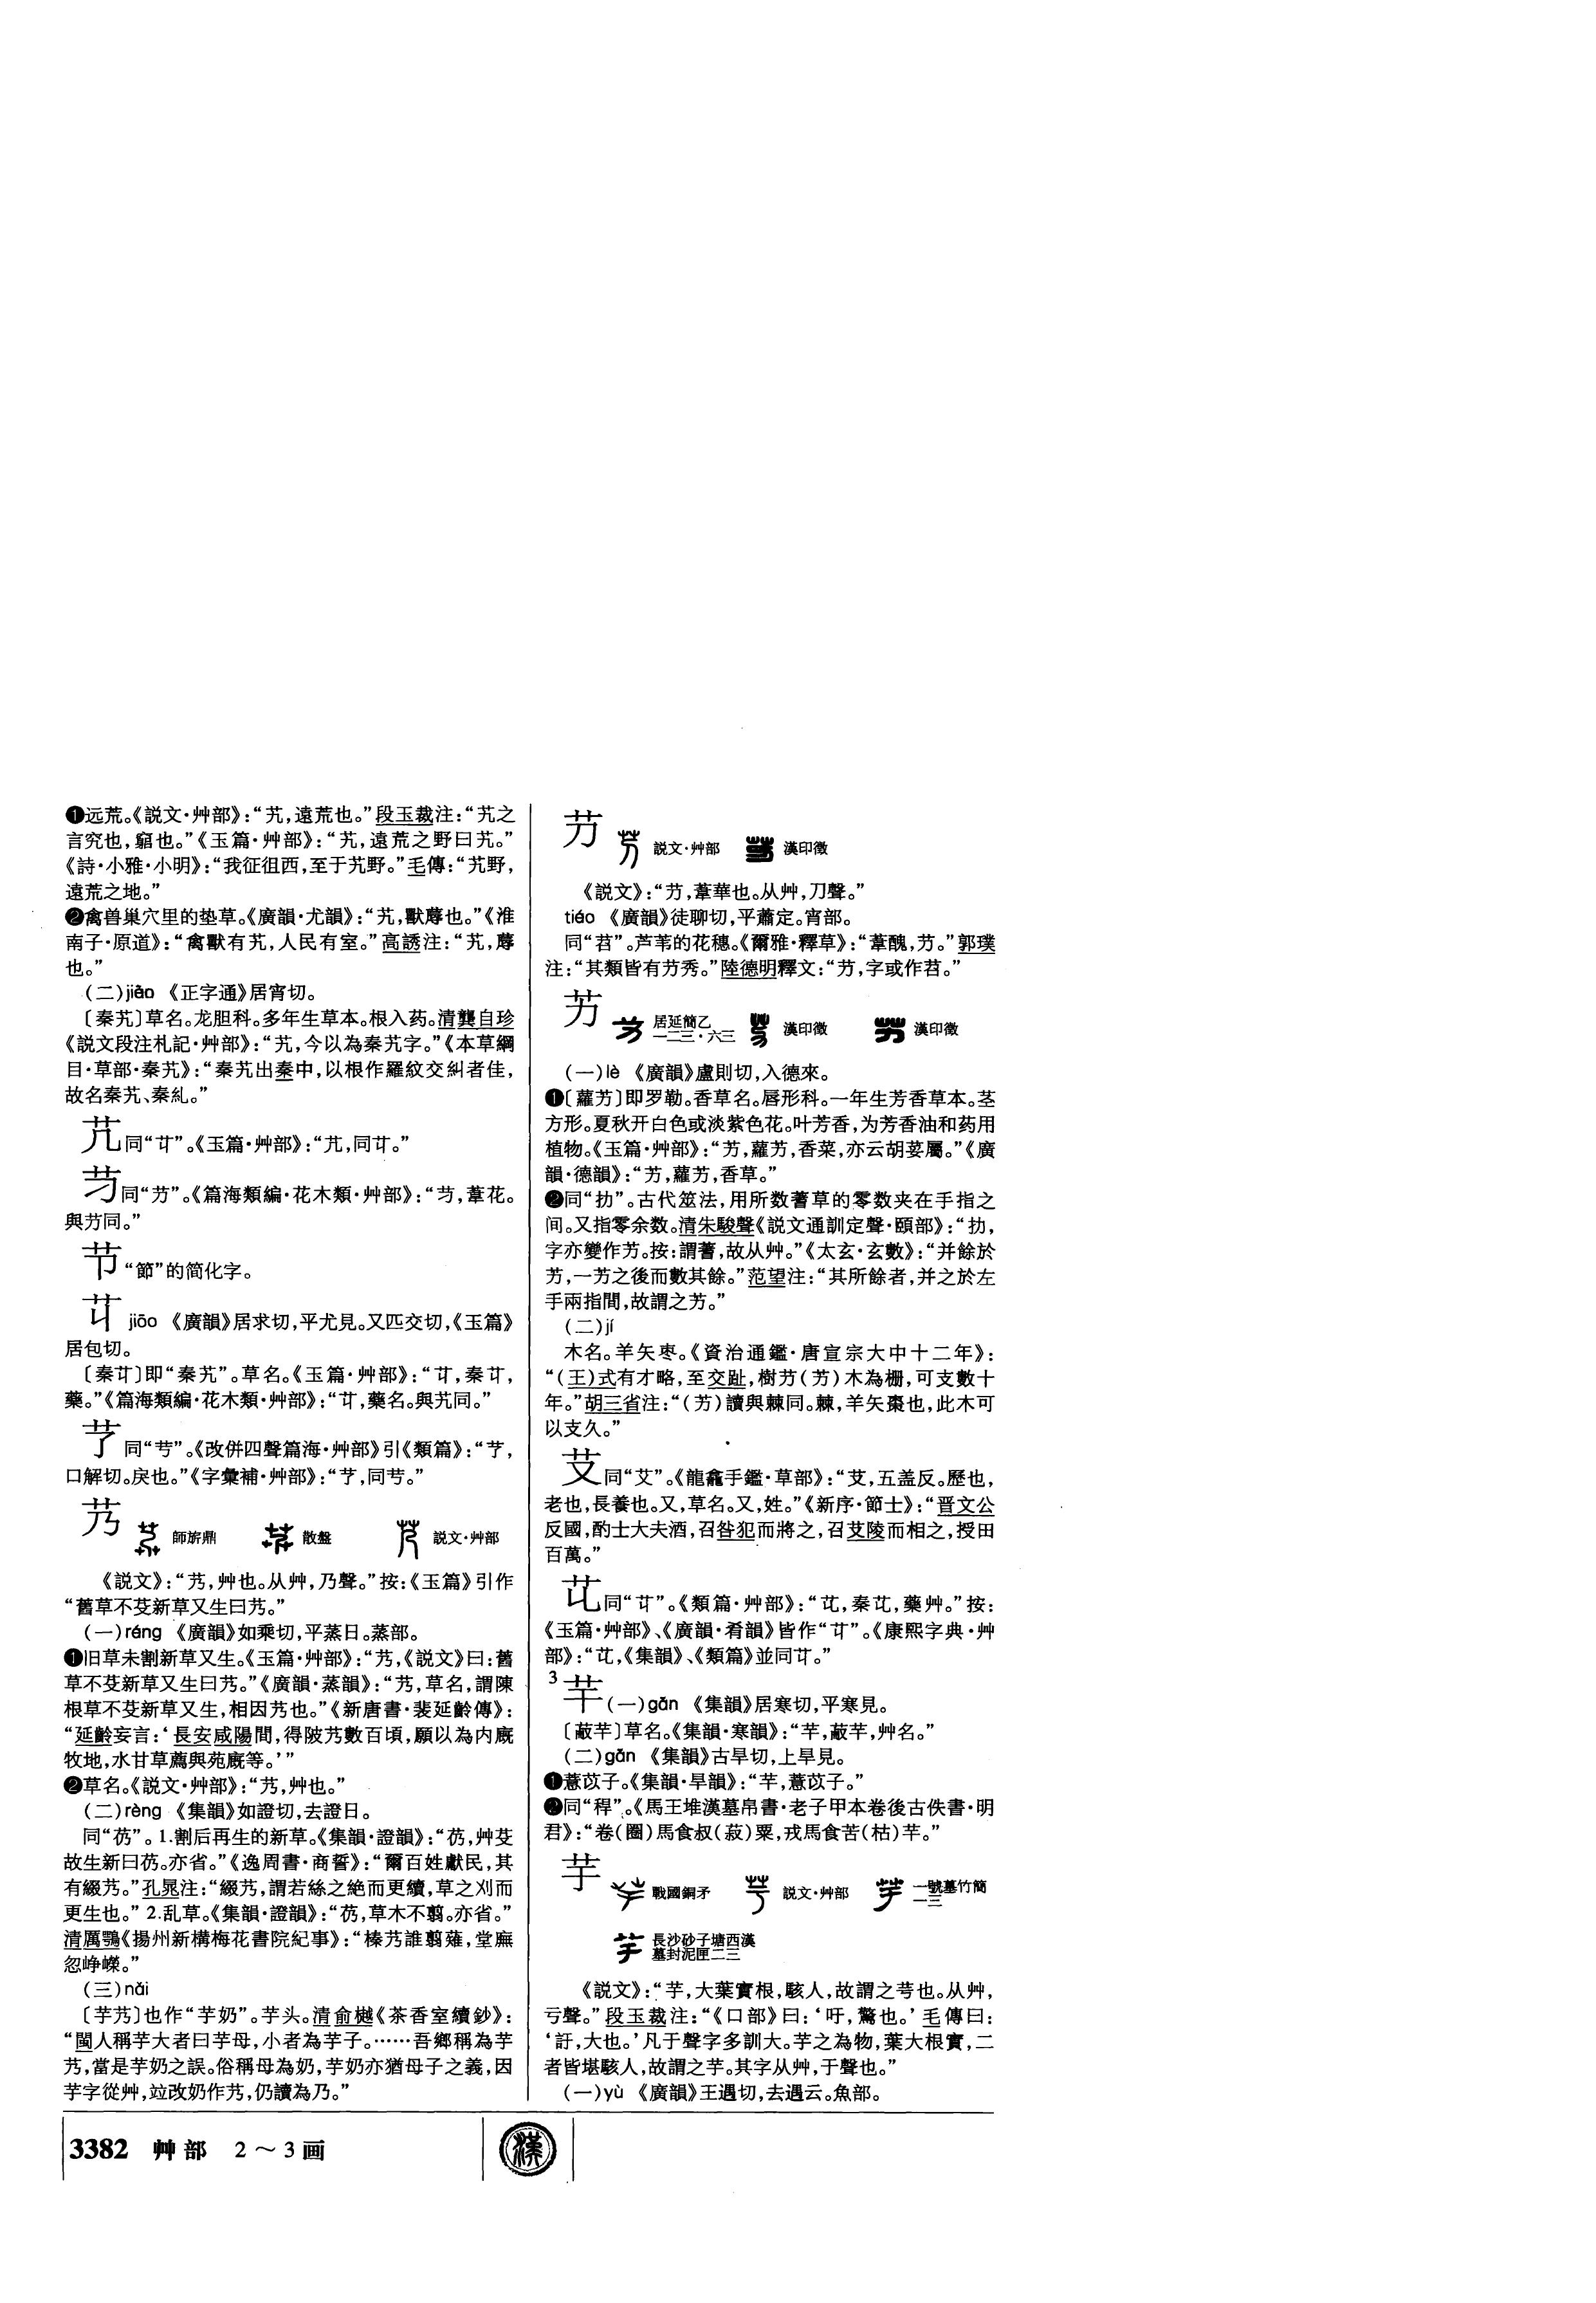 ❶远荒。《説文·艸部》：“艽，遠荒也。”段玉裁注：“艽之
言究也，窮也。”《玉篇·艸部》：“艽，遠荒之野曰艽。”
《詩·小雅·小明》：“我征徂西，至于艽野。”毛傳：“艽野，
遠荒之地。”
❷禽兽巢穴里的垫草。《廣韻·尤韻》：“艽，獸蓐也。”《淮
南子·原道》：“禽獸有艽，人民有室。”高誘注：“艽，蓐
也。”
（二）jiāo 《正字通》居宵切。
〔秦艽〕草名。龙胆科。多年生草本。根入药。清龔自珍
《説文段注札記·艸部》：“艽，今以為秦艽字。”《本草綱
目·草部·秦艽》：“秦艽出秦中，以根作羅紋交糾者佳，
故名秦艽、秦糺。”
同“艼”。《玉篇·艸部》：“
同“艻”。《篇海類編·花木類·艸部》：“芀，葦花。
與艻同。”
节 “節”的简化字。
jiāo 《廣韻》居求切，平尤見。又匹交切，《玉篇》
居包切。
即“秦艽”。草名。《玉篇·艸部》：
藥。”《篇海類編·花木類·艸部》：“藥名。與艽同。”
同“芌”。《改併四聲篇海·艸部》引《類篇》：
口解切。戾也。”《字彙補·艸部》：
艿 師旂鼎 散盤 説文·艸部
《説文》：“艿，艸也。从艸，乃聲。”按：《玉篇》引作
“舊草不芟新草又生曰艿。”
（一）réng 《廣韻》如乘切，平蒸日。蒸部。
❶旧草未割新草又生。《玉篇·艸部》：“艿，《説文》曰：舊
草不芟新草又生曰艿。”《廣韻·蒸韻》：“艿，草名，謂陳
根草不芟新草又生，相因艿也。”《新唐書·裴延齡傳》：
“延齡妄言：‘長安咸陽間，得陂艿數百頃，願以為内廐
牧地，水甘草薦與苑廐等。’”
❷草名。《説文·艸部》：“艿，艸也。”
（二）rèng 《集韻》如證切，去證日。
同“芿”。1.割后再生的新草。《集韻·證韻》：“芿，艸芟
故生新曰芿。亦省。”《逸周書·商誓》：“爾百姓獻民，其
有綴艿。”孔晁注：“綴艿，謂若絲之絶而更續，草之刈而
更生也。” 2.乱草。《集韻·證韻》：“芿，草木不翦。亦省。”
清厲鶚《揚州新構梅花書院紀事》：“榛艿誰翦薙，堂廡
忽崢嶸。”
（三）nǎi
〔芋艿〕也作“芋奶”。芋头。清俞樾《茶香室續鈔》：
“閩人稱芋大者曰芋母，小者為芋子。……吾鄉稱為芋
艿，當是芋奶之誤。俗稱母為奶，芋奶亦猶母子之義，因
芋字從艸，竝改奶作艿，仍讀為乃。”
芀 説文·艸部 漢印徵
《説文》：“芀，葦華也。从艸，刀聲。”
tiáo 《廣韻》徒聊切，平蕭定。宵部。
同“苕”。芦苇的花穗。《爾雅·釋草》：“葦醜，芀。”郭璞
注：“其類皆有芀秀。”陸德明釋文：“芀，字或作苕。”
艻 居延簡乙一二三·六三 漢印徵 漢印徵
（一）lè 《廣韻》盧則切，入德來。
❶〔蘿艻〕即罗勒。香草名。唇形科。一年生芳香草本。茎
方形。夏秋开白色或淡紫色花。叶芳香，为芳香油和药用
植物。《玉篇·艸部》：“艻，蘿艻，香菜，亦云胡荽屬。”《廣
韻·德韻》：“艻，蘿艻，香草。”
❷同“扐”。古代筮法，用所数蓍草的零数夹在手指之
间。又指零余数。清朱駿聲《説文通訓定聲·頤部》：“扐，
字亦變作艻。按：謂蓍，故从艸。”《太玄·玄數》：“并餘於
艻，一艻之後而數其餘。”范望注：“其所餘者，并之於左
手兩指間，故謂之艻。”
（二）jí
木名。羊矢枣。《資治通鑑·唐宣宗大中十二年》：
“（王）式有才略，至交趾，樹芀（艻）木為栅，可支數十
年。”胡三省注：“（艻）讀與棘同。棘，羊矢棗也，此木可
以支久。”
同“艾”。《龍龕手鑑·草部》：“五盖反。歷也，
老也，長養也。又，草名。又，姓。”《新序·節士》：“晋文公
反國，酌士大夫酒，召咎犯而將之，召艾陵而相之，授田
百萬。”
《類篇·艸部》：“藥艸。”按：
《玉篇·艸部》、《廣韻·肴韻》皆作《康熙字典·艸
部》：“《集韻》、《類篇》並同
3
芉（一）gān 《集韻》居寒切，平寒見。
〔蔽芉〕草名。《集韻·寒韻》：“芉，蔽芉，艸名。”
（二）gǎn 《集韻》古旱切，上旱見。
❶薏苡子。《集韻·旱韻》：“芉，薏苡子。”
❷同“稈”。《馬王堆漢墓帛書·老子甲本卷後古佚書·明
君》：“卷（圈）馬食叔（菽）粟，戎馬食苦（枯）芉。”
芋 戰國銅矛 説文·艸部 一號墓竹簡一三
長沙砂子塘西漢墓封泥匣二三
《説文》：“芋，大葉實根，駭人，故謂之芌也。从艸，
亏聲。”段玉裁注：“《口部》曰：‘吁，驚也。’毛傳曰：
‘訏，大也。’凡于聲字多訓大。芋之為物，葉大根實，二
者皆堪駭人，故謂之芋。其字从艸，于聲也。”
（一）yù 《廣韻》王遇切，去遇云。魚部。
3382 艸部 2～3画
漢